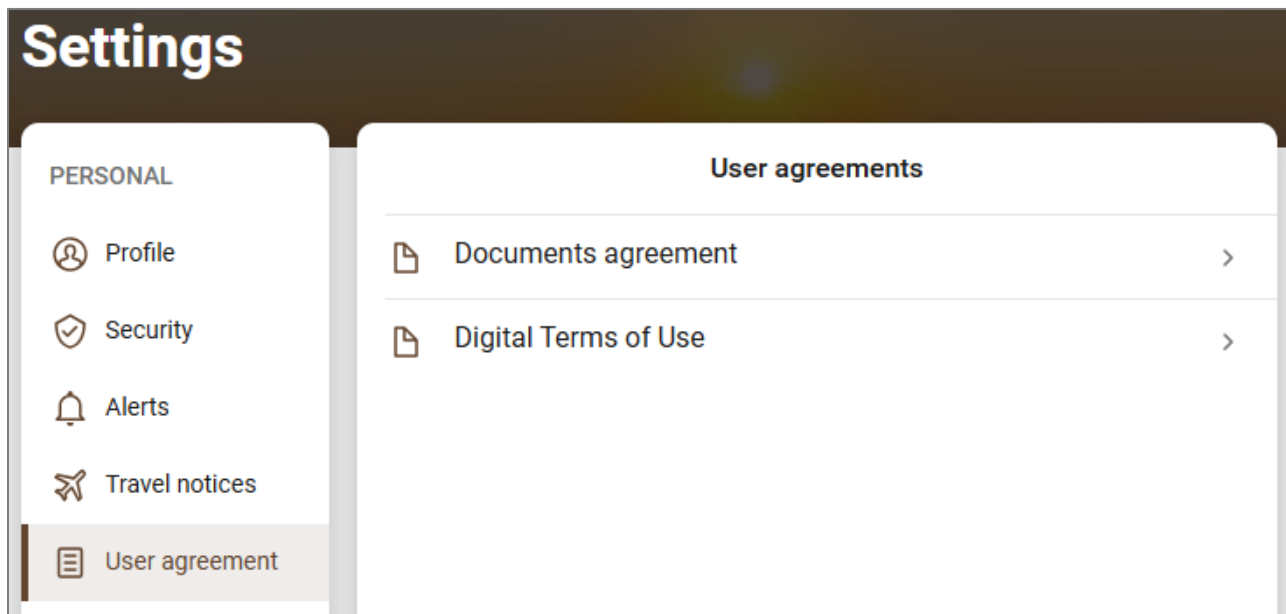 Settings
PERSONAL
Profile
Security
Alerts
Travel notices
User agreement
User agreements
Documents agreement
Digital Terms of Use